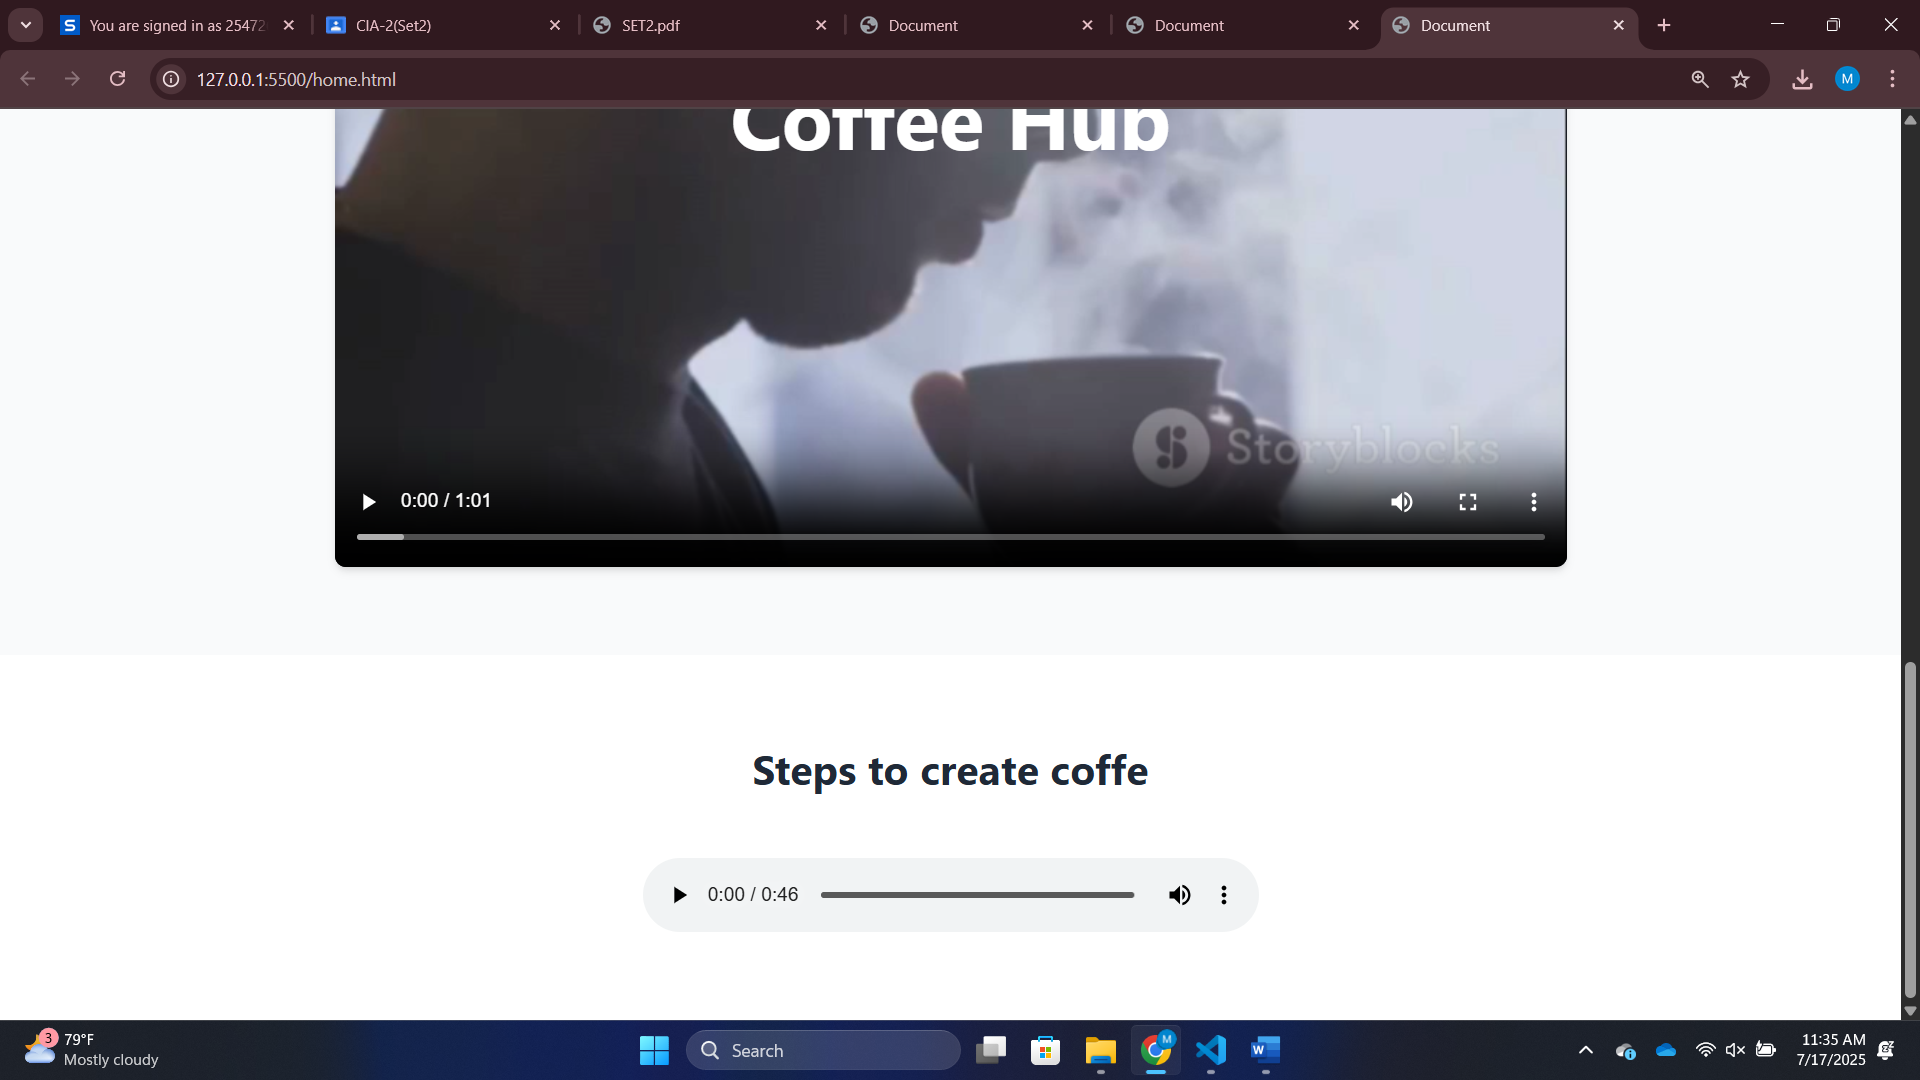 You are signed in as 25472
CIA-2(Set2)
SET2.pdf
Document
Document
Document
127.0.0.1:5500/home.html
M
Coffee Hub
Storyblocks
0:00 / 1:01
Steps to create coffe
0:00 / 0:46
3
79°F
Mostly cloudy
Search
M
11:35 AM
7/17/2025